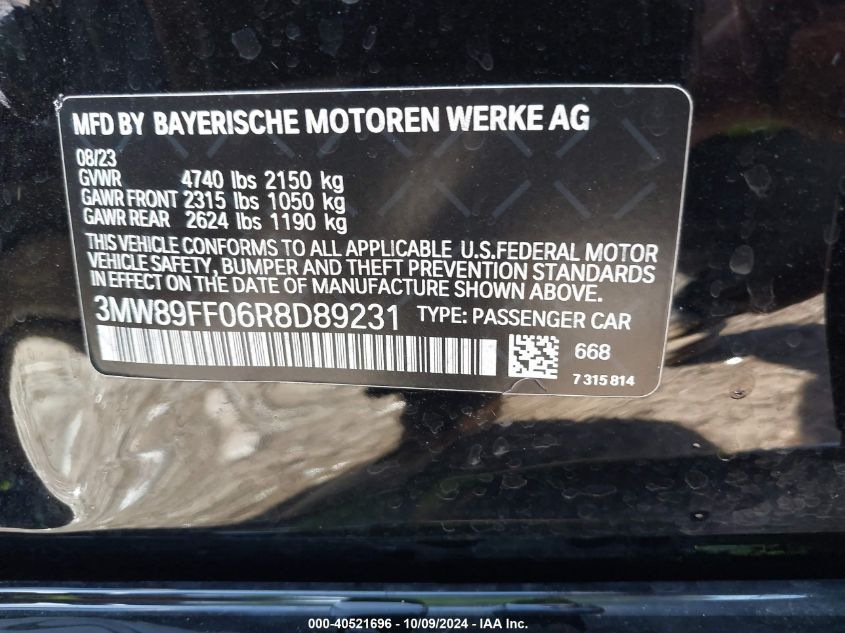 MFD BY BAYERISCHE MOTOREN WERKE AG
08/23
GVWR 4740 lbs 2150 kg
GAWR FRONT 2315 lbs 1050 kg
GAWR REAR 2624 lbs 1190 kg
THIS VEHICLE CONFORMS TO ALL APPLICABLE U.S.FEDERAL MOTOR
VEHICLE SAFETY, BUMPER AND THEFT PREVENTION STANDARDS
IN EFFECT ON THE DATE OF MANUFACTURE SHOWN ABOVE.
3MW89FF06R8D89231 TYPE: PASSENGER CAR
668
7 315 814
000-40521696 - 10/09/2024 - IAA Inc.